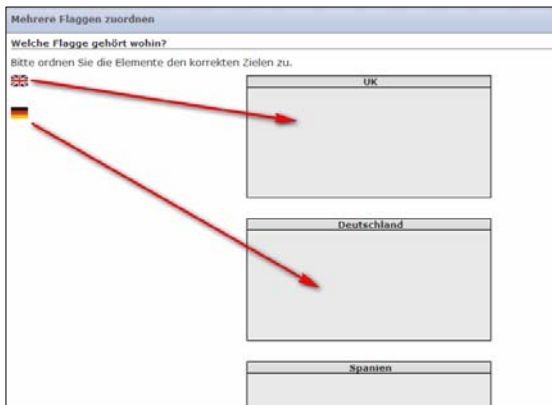 Mehrere Flaggen zuordnen
Welche Flagge gehört wohin?
Bitte ordnen Sie die Elemente den korrekten Zielen zu.
UK
Deutschland
Spanien